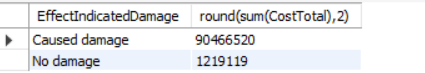 EffectIndicatedDamage round(sum(CostTotal),2)
Caused damage 90466520
No damage 1219119